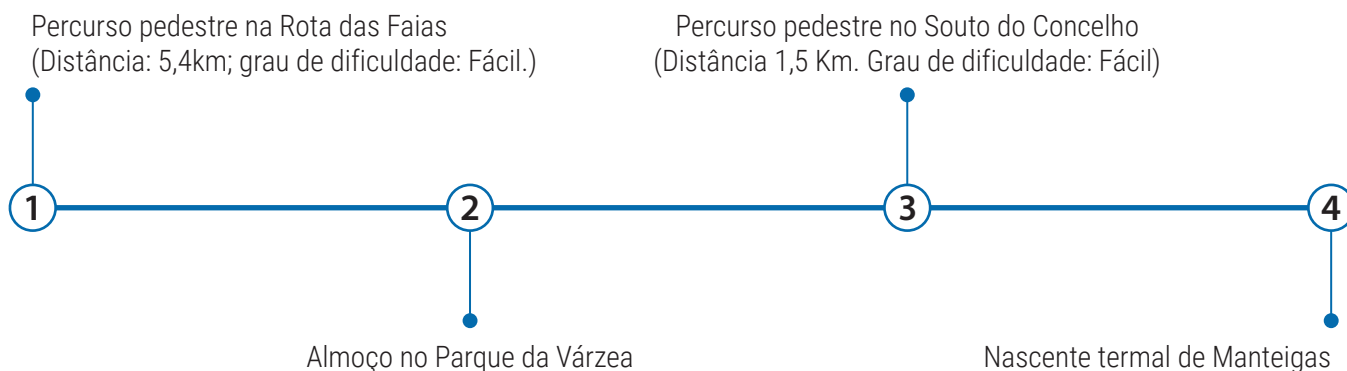 Percurso pedestre na Rota das Faias
(Distância: 5,4km; grau de dificuldade: Fácil.)
Percurso pedestre no Souto do Concelho
(Distância 1,5 Km. Grau de dificuldade: Fácil)
1
2
3
4
Almoço no Parque da Várzea
Nascente termal de Manteigas